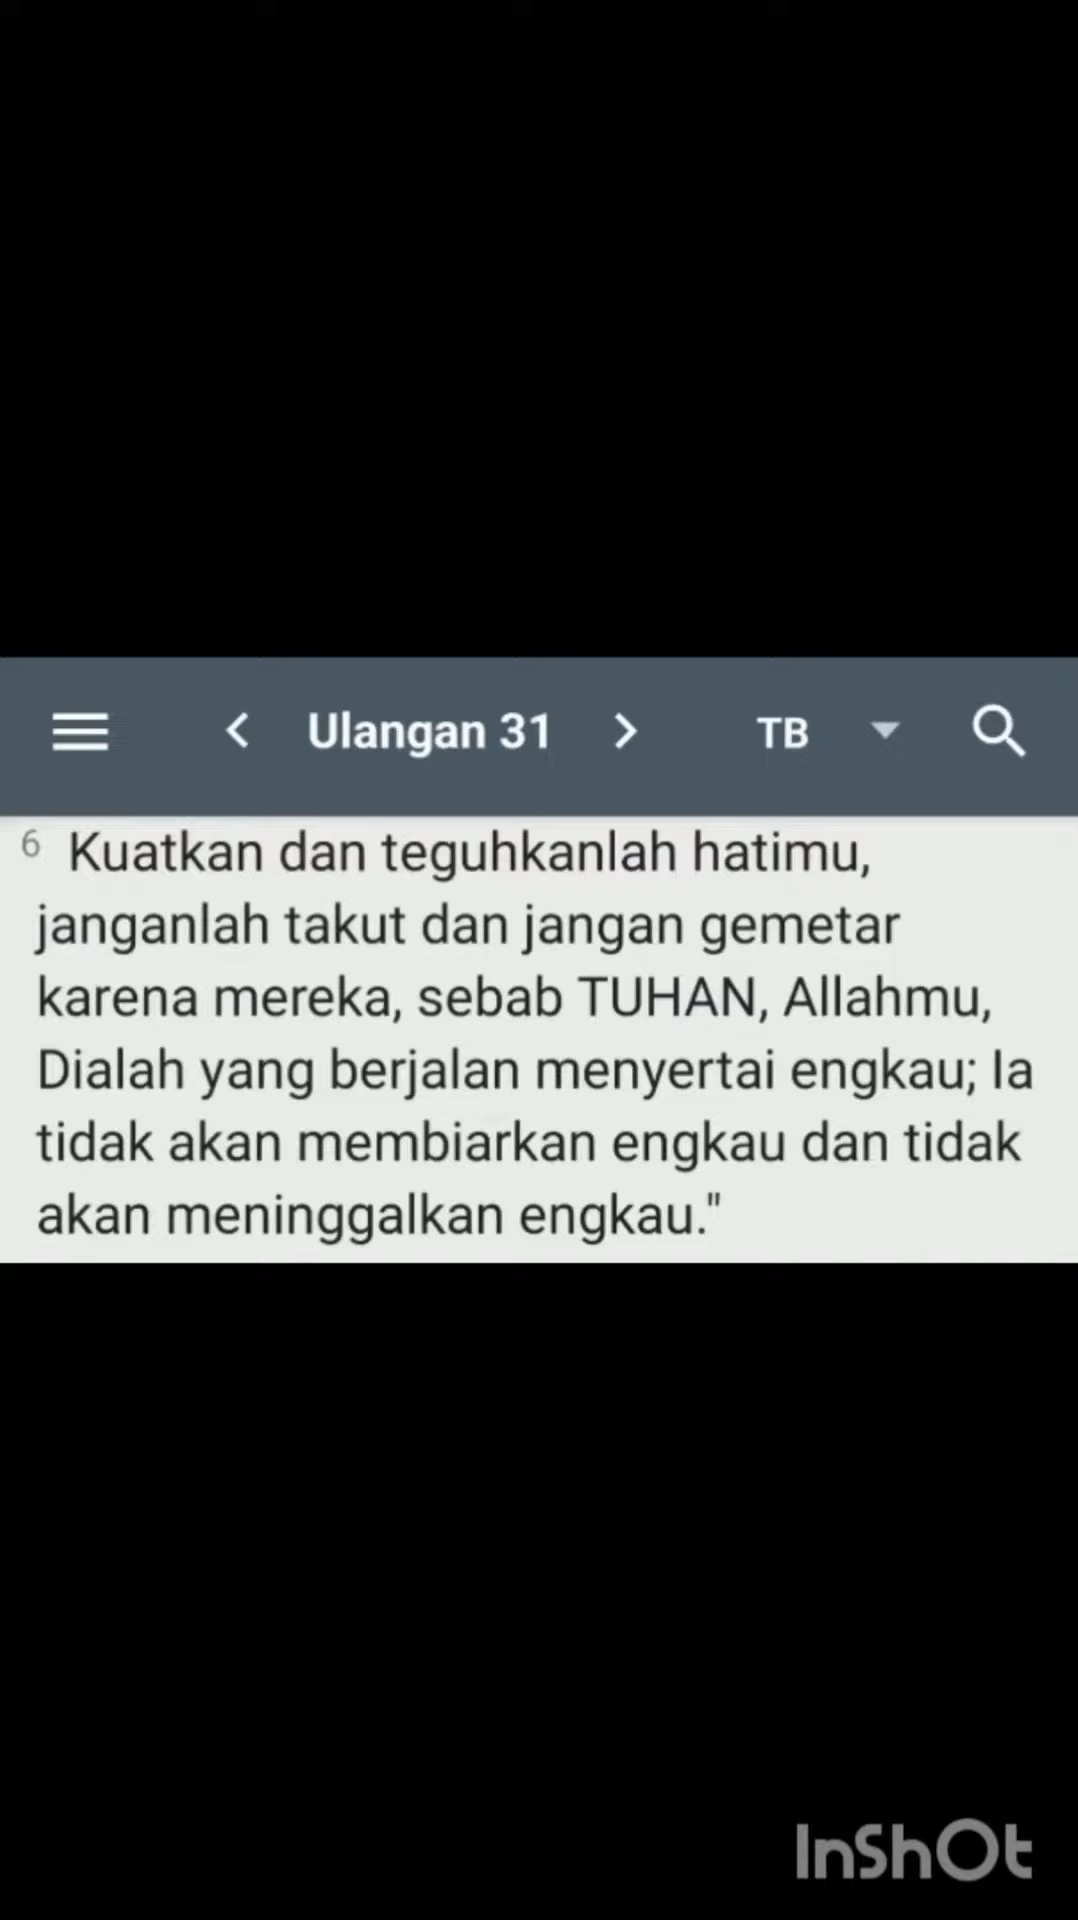 Ulangan 31
TB
6 Kuatkan dan teguhkanlah hatimu,
janganlah takut dan jangan gemetar
karena mereka, sebab TUHAN, Allahmu,
Dialah yang berjalan menyertai engkau; Ia
tidak akan membiarkan engkau dan tidak
akan meninggalkan engkau."
InShOt